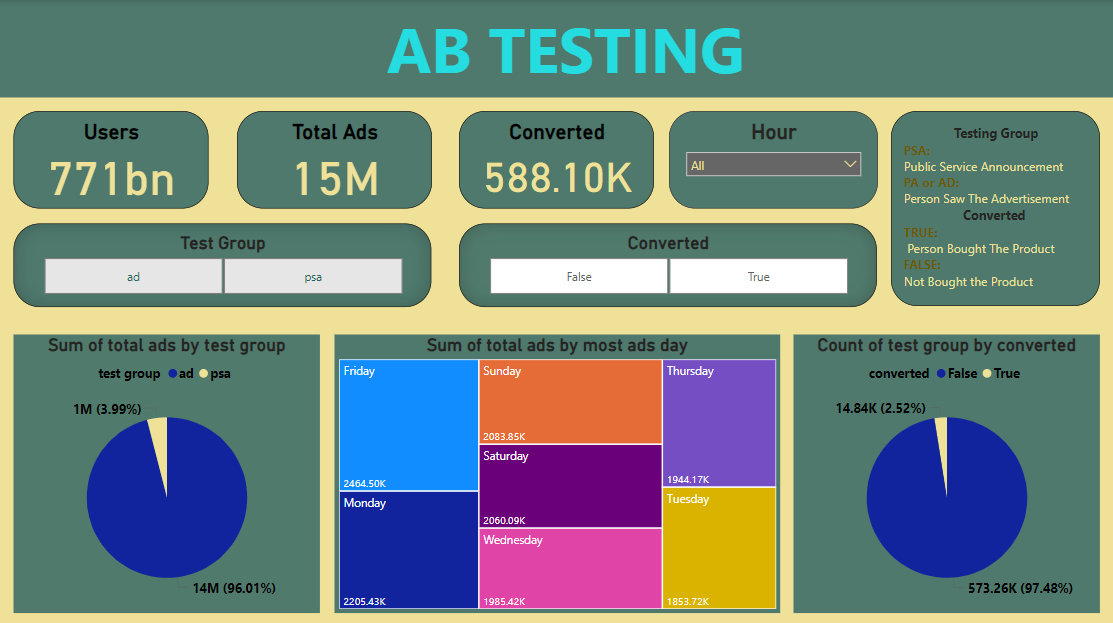 AB TESTING
Users
771bn
Total Ads
15M
Converted
588.10K
Hour
All
Testing Group
PSA:
Public Service Announcement
PA or AD:
Person Saw The Advertisement
Converted
TRUE:
Person Bought The Product
FALSE:
Not Bought the Product
Test Group
ad psa
Converted
False True
Sum of total ads by test group
test group ad psa
1M (3.99%)
14M (96.01%)
Sum of total ads by most ads day
Friday
2464.50K
Monday
2205.43K
Sunday
2083.85K
Saturday
2060.09K
Wednesday
1985.42K
Thursday
1944.17K
Tuesday
1853.72K
Count of test group by converted
converted False True
14.84K (2.52%)
573.26K (97.48%)